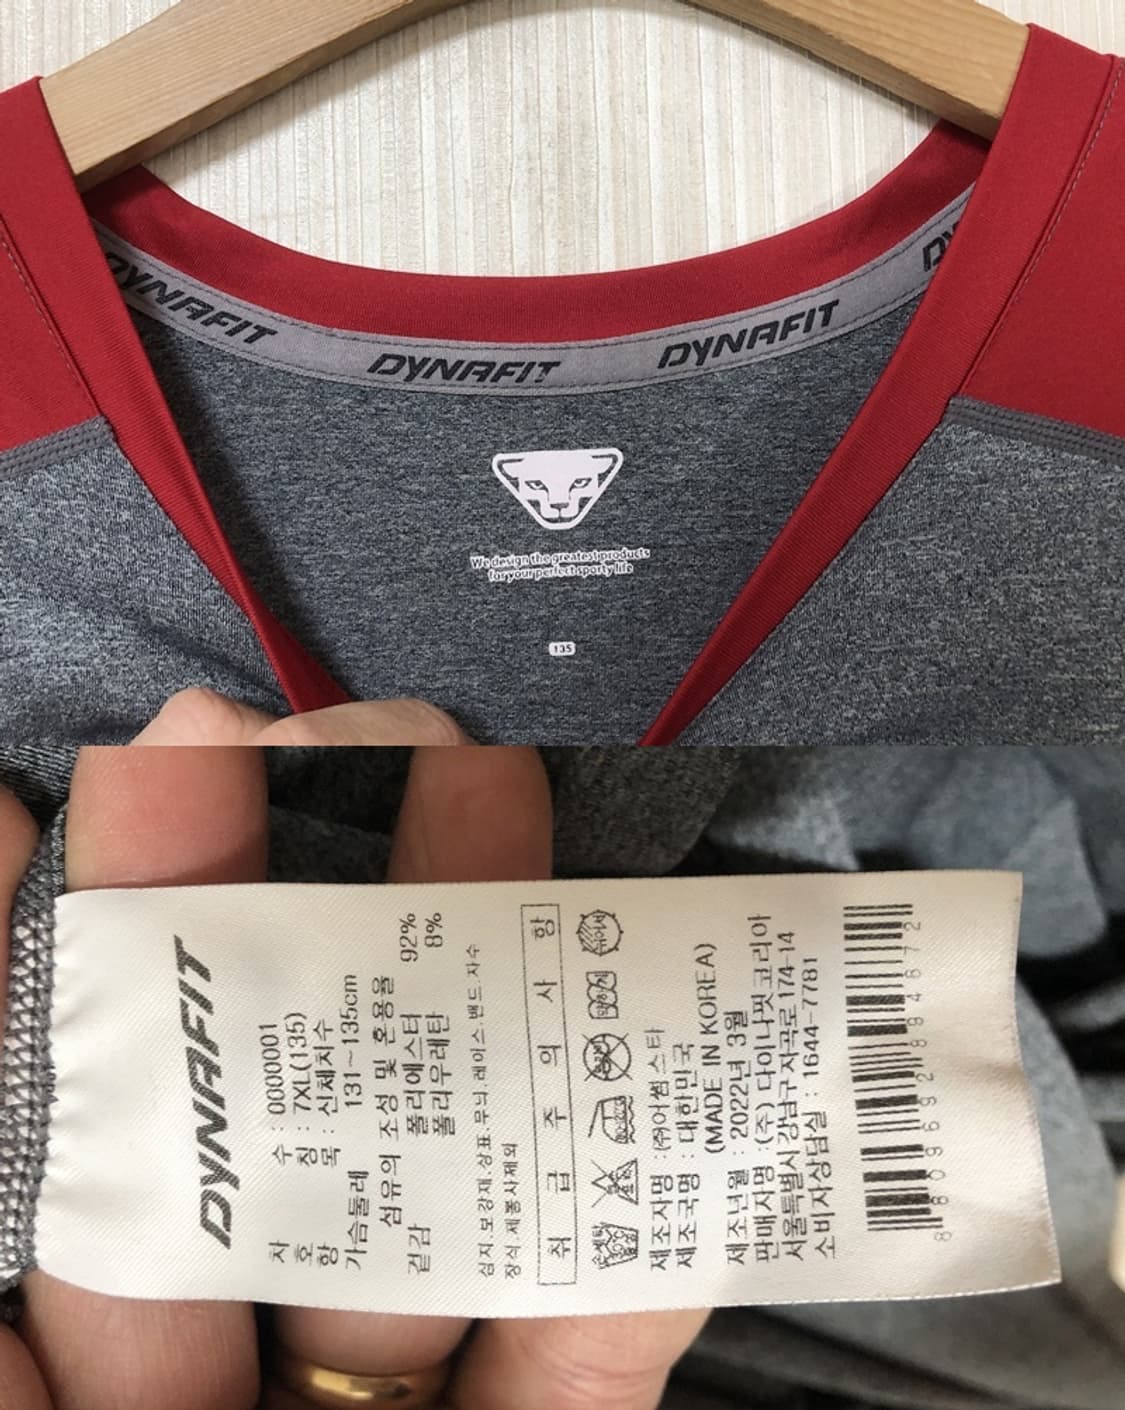 DYNAFIT
DYNAFIT
DYNAFIT
DY
We design the greatest products
for your perfect sporty life
135
DYNAFIT
차 수 : 0000001
호 칭 : 7XL(135)
항 목 : 신체치수
가슴둘레 131~135cm
섬유의 조성 및 혼용율
겉감 폴리에스터 92%
폴리우레탄 8%
심지.보강재.상표.무늬.레이스.밴드.자수
장식.세봉사제외
취 급 주 의 사 항
제조자명 : ㈜어썸스타
제조국명 : 대한민국
(MADE IN KOREA)
제조년월 : 2022년 3월
판매자명 : (주) 다이나핏코리아
서울특별시 강남구 자곡로 174-14
소비자상담실 : 1644-7781